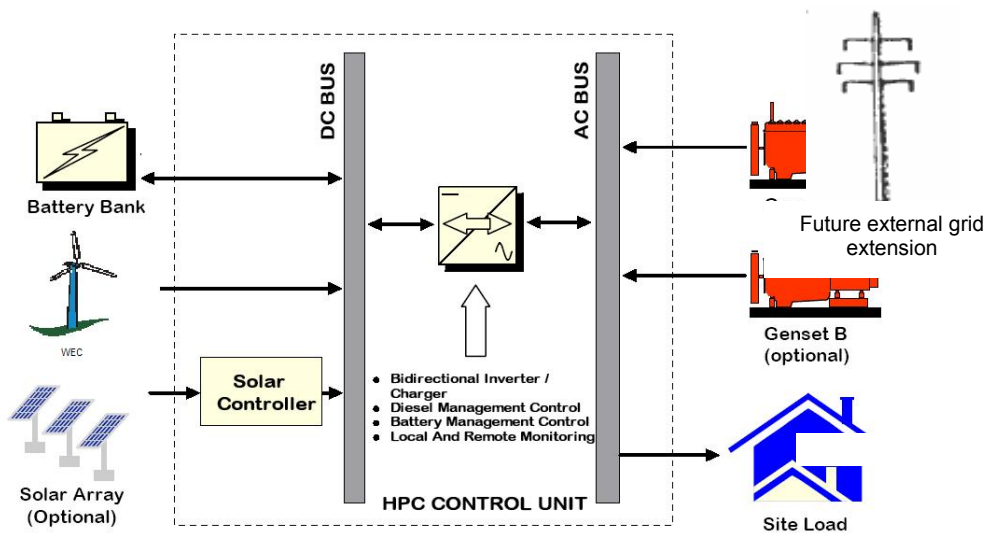 DC BUS
AC BUS
Battery Bank
WEC
Solar Array
(Optional)
Solar
Controller
● Bidirectional Inverter /
Charger
● Diesel Management Control
● Battery Management Control
● Local And Remote Monitoring
HPC CONTROL UNIT
Future external grid
extension
Genset B
(optional)
Site Load